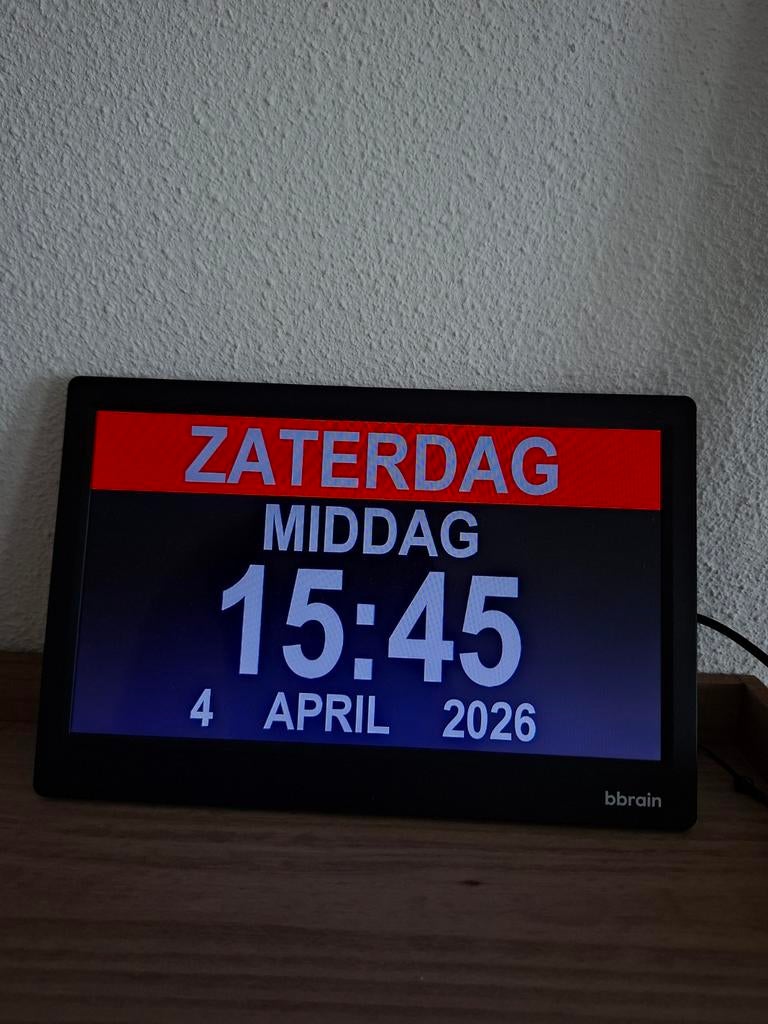 ZATERDAG
MIDDAG
15:45
4 APRIL 2026
bbrain